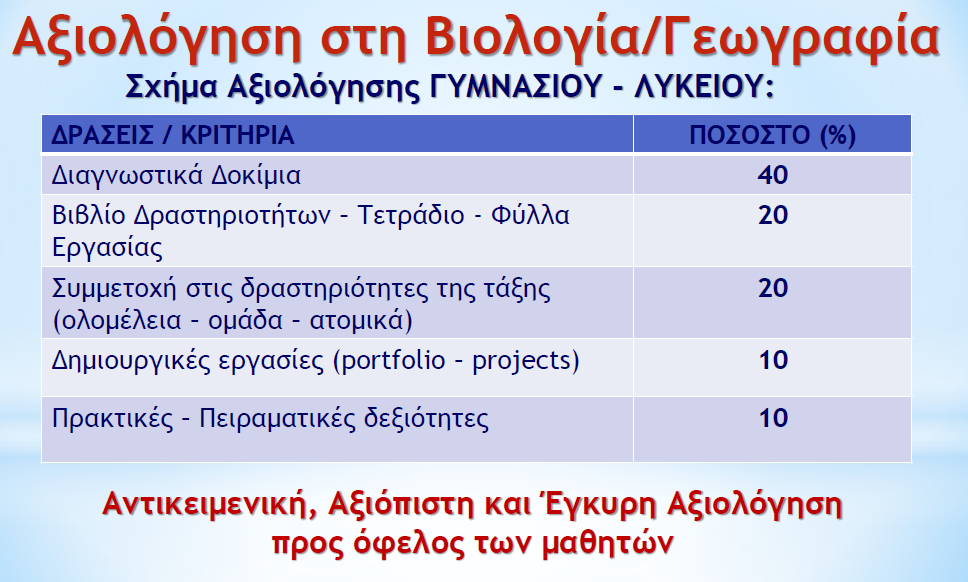 Αξιολόγηση στη Βιολογία/Γεωγραφία
Σχήμα Αξιολόγησης ΓΥΜΝΑΣΙΟΥ - ΛΥΚΕΙΟΥ:
ΔΡΑΣΕΙΣ / ΚΡΙΤΗΡΙΑ ΠΟΣΟΣΤΟ (%)
Διαγνωστικά Δοκίμια 40
Βιβλίο Δραστηριοτήτων – Τετράδιο - Φύλλα 20
Εργασίας
Συμμετοχή στις δραστηριότητες της τάξης 20
(ολομέλεια – ομάδα – ατομικά)
Δημιουργικές εργασίες (portfolio – projects) 10
Πρακτικές – Πειραματικές δεξιότητες 10
Αντικειμενική, Αξιόπιστη και Έγκυρη Αξιολόγηση
προς όφελος των μαθητών